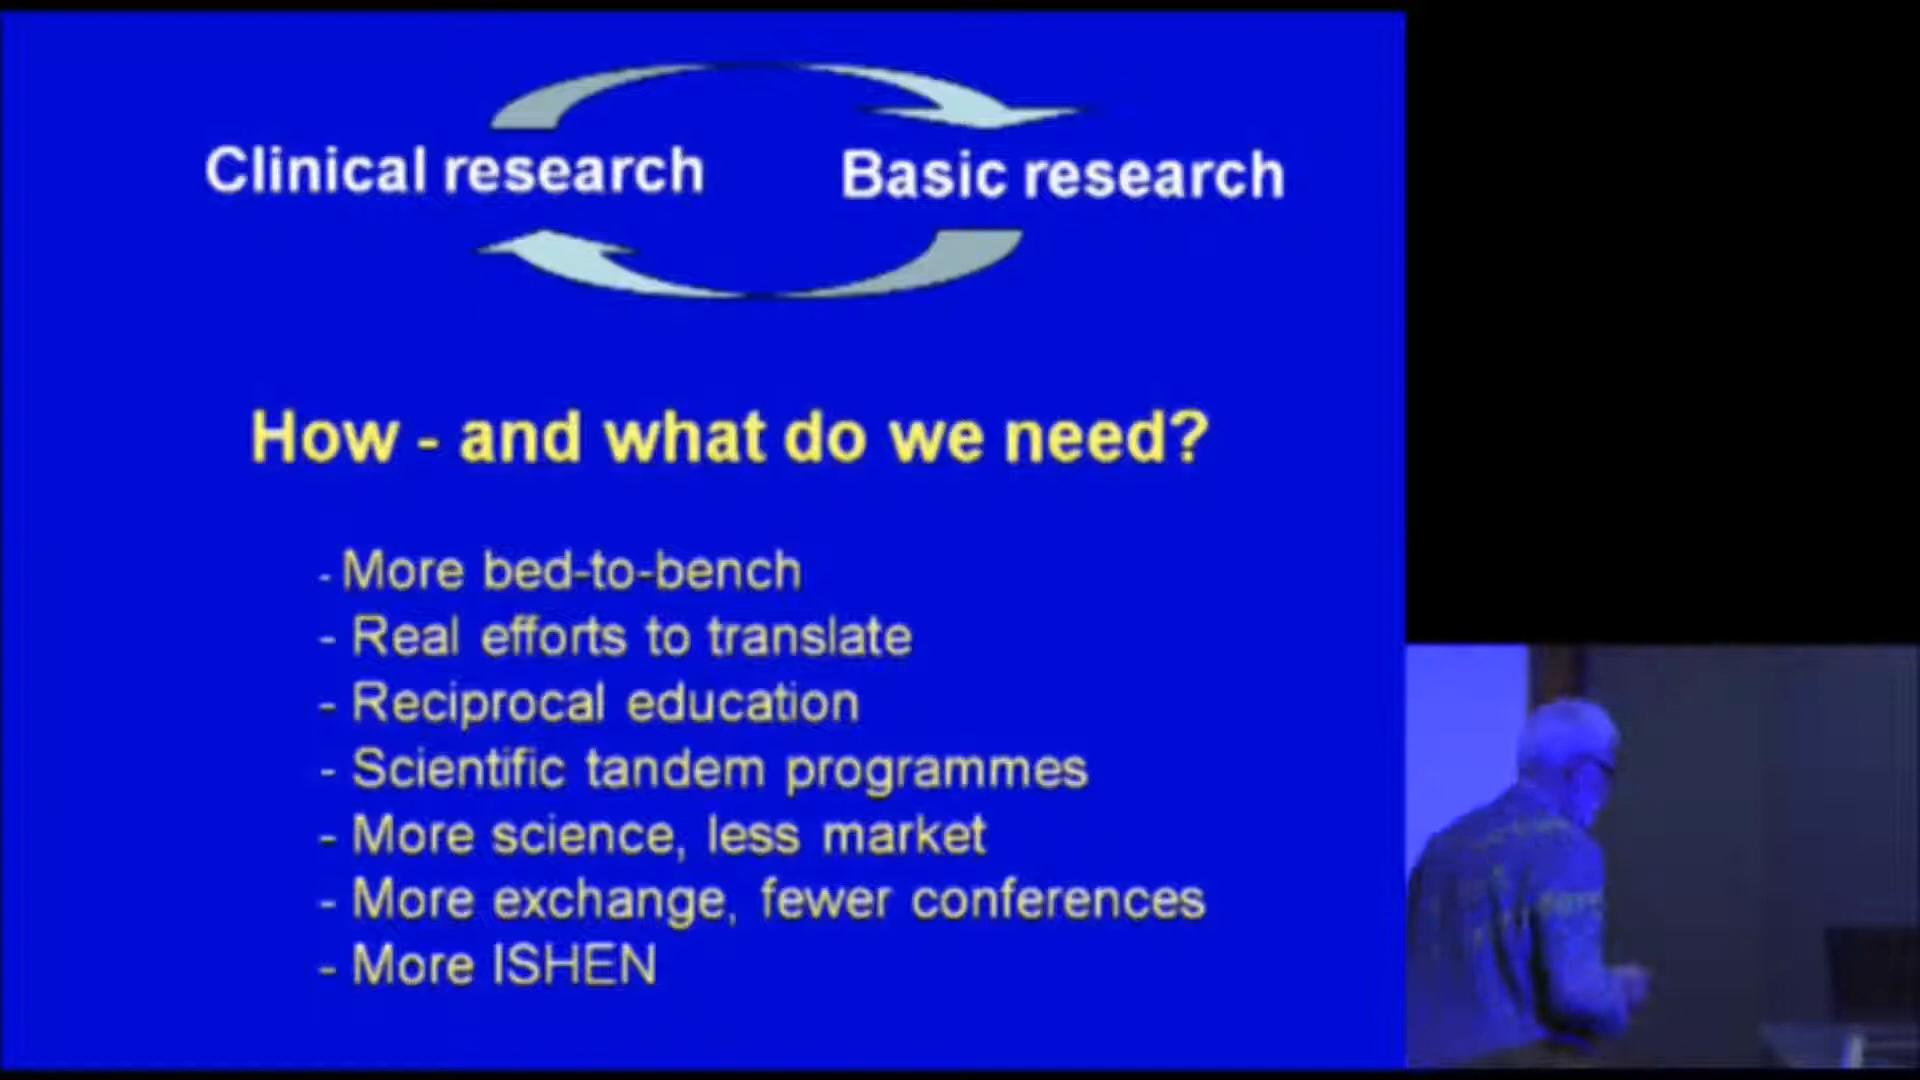 Clinical research
Basic research
How - and what do we need?
- More bed-to-bench
- Real efforts to translate
- Reciprocal education
- Scientific tandem programmes
- More science, less market
- More exchange, fewer conferences
- More ISHEN